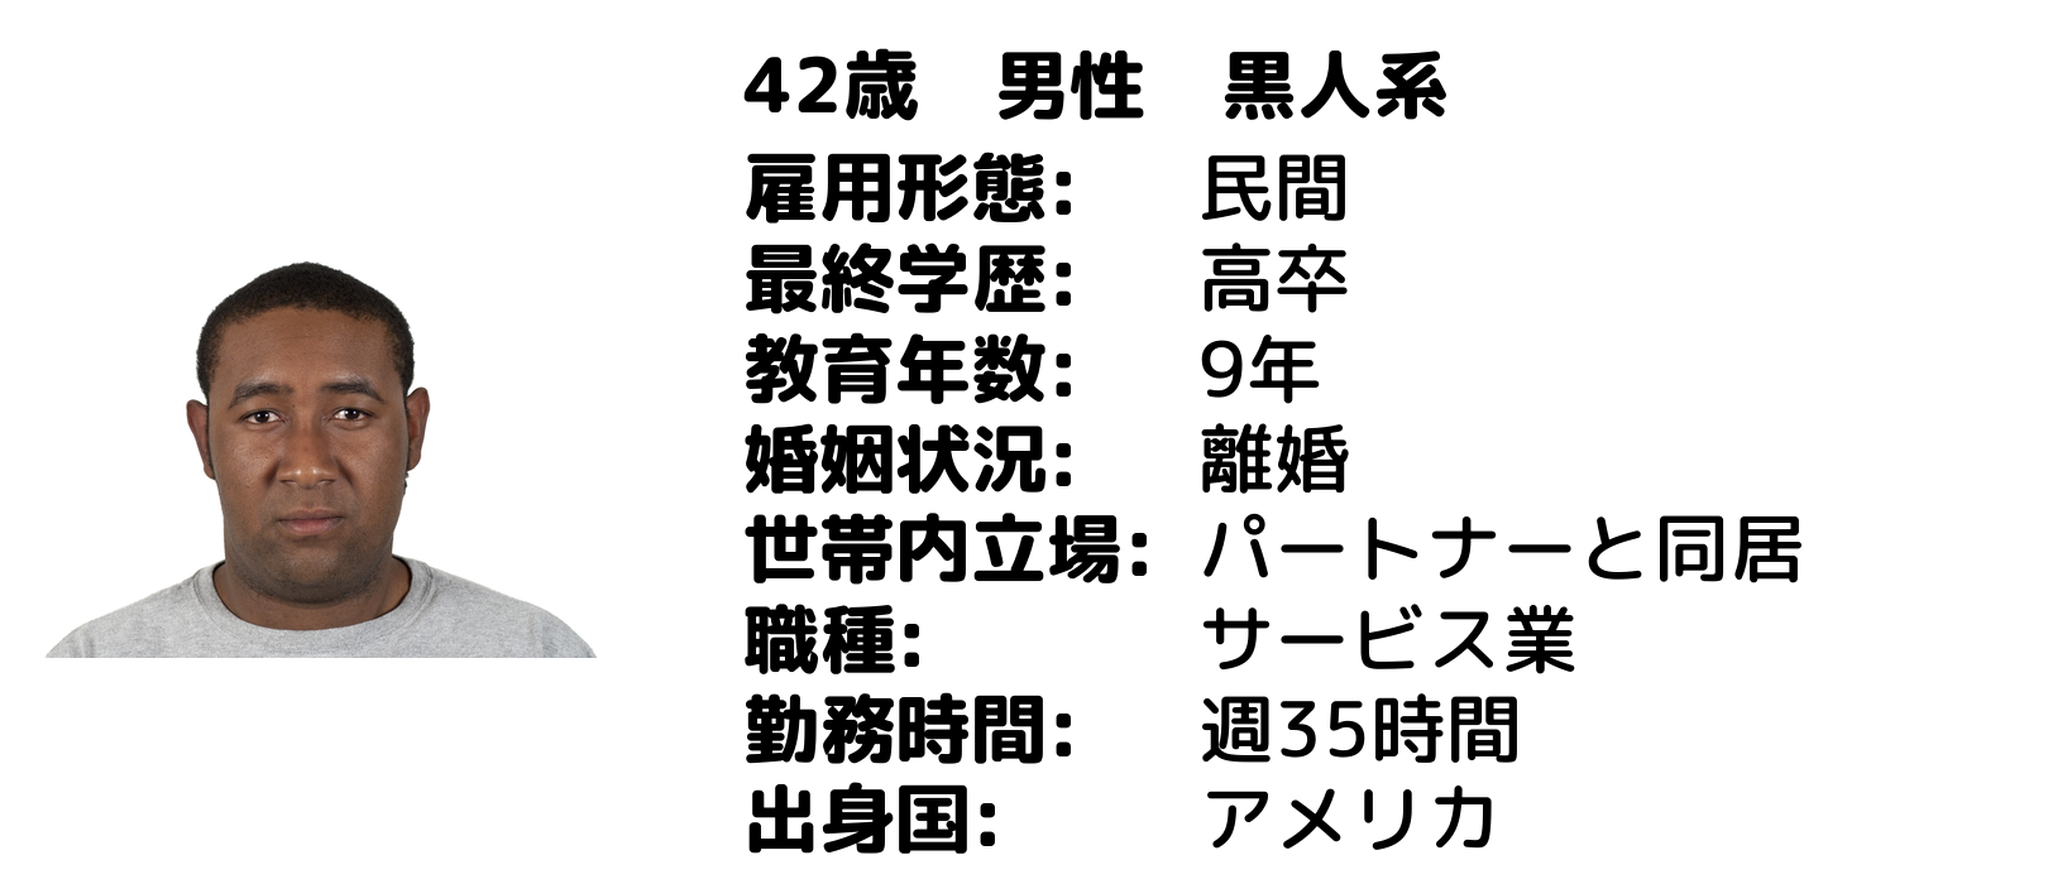 42歳　男性　黒人系
雇用形態: 民間
最終学歴: 高卒
教育年数: 9年
婚姻状況: 離婚
世帯内立場: パートナーと同居
職種: サービス業
勤務時間: 週35時間
出身国: アメリカ